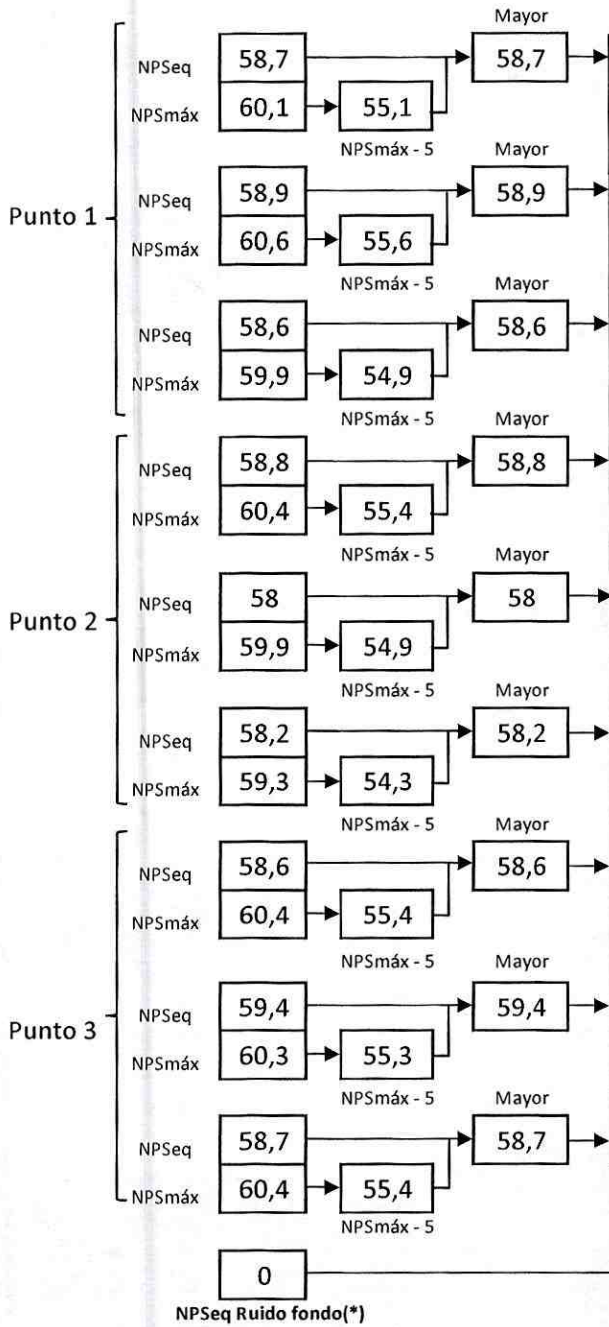 Mayor
NPSeq 58,7 58,7
NPSmáx 60,1 55,1
NPSmáx - 5 Mayor
Punto 1
NPSeq 58,9 58,9
NPSmáx 60,6 55,6
NPSmáx - 5 Mayor
NPSeq 58,6 58,6
NPSmáx 59,9 54,9
NPSmáx - 5 Mayor
NPSeq 58,8 58,8
NPSmáx 60,4 55,4
NPSmáx - 5 Mayor
Punto 2
NPSeq 58 58
NPSmáx 59,9 54,9
NPSmáx - 5 Mayor
NPSeq 58,2 58,2
NPSmáx 59,3 54,3
NPSmáx - 5 Mayor
NPSeq 58,6 58,6
NPSmáx 60,4 55,4
NPSmáx - 5 Mayor
Punto 3
NPSeq 59,4 59,4
NPSmáx 60,3 55,3
NPSmáx - 5 Mayor
NPSeq 58,7 58,7
NPSmáx 60,4 55,4
NPSmáx - 5
0
NPSeq Ruido fondo(*)